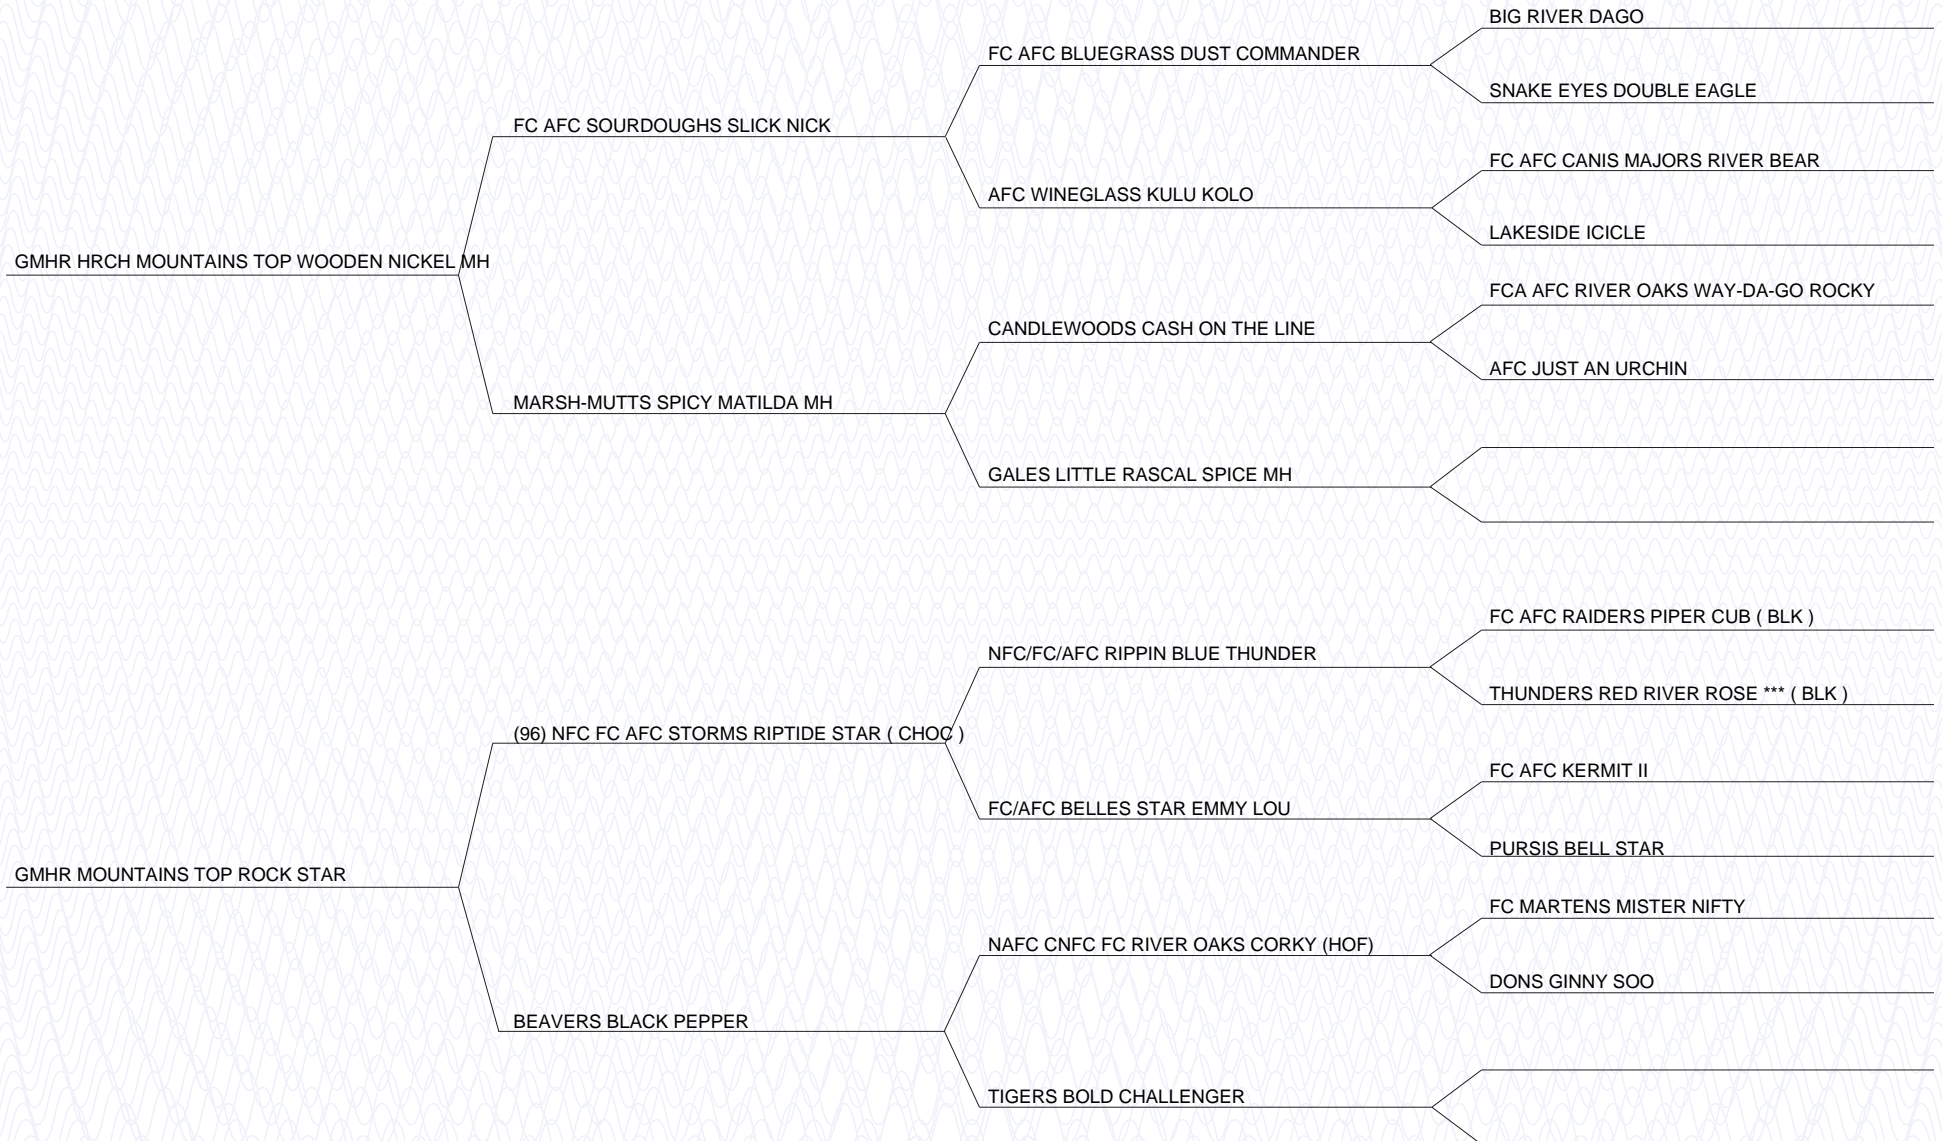 BIG RIVER DAGO
FC AFC BLUEGRASS DUST COMMANDER
SNAKE EYES DOUBLE EAGLE
FC AFC SOURDOUGHS SLICK NICK
FC AFC CANIS MAJORS RIVER BEAR
AFC WINEGLASS KULU KOLO
LAKESIDE ICICLE
GMHR HRCH MOUNTAINS TOP WOODEN NICKEL MH
FCA AFC RIVER OAKS WAY-DA-GO ROCKY
CANDLEWOODS CASH ON THE LINE
AFC JUST AN URCHIN
MARSH-MUTTS SPICY MATILDA MH
GALES LITTLE RASCAL SPICE MH
FC AFC RAIDERS PIPER CUB ( BLK )
NFC/FC/AFC RIPPIN BLUE THUNDER
THUNDERS RED RIVER ROSE *** ( BLK )
(96) NFC FC AFC STORMS RIPTIDE STAR ( CHOC )
FC AFC KERMIT II
FC/AFC BELLES STAR EMMY LOU
PURSIS BELL STAR
GMHR MOUNTAINS TOP ROCK STAR
FC MARTENS MISTER NIFTY
NAFC CNFC FC RIVER OAKS CORKY (HOF)
DONS GINNY SOO
BEAVERS BLACK PEPPER
TIGERS BOLD CHALLENGER